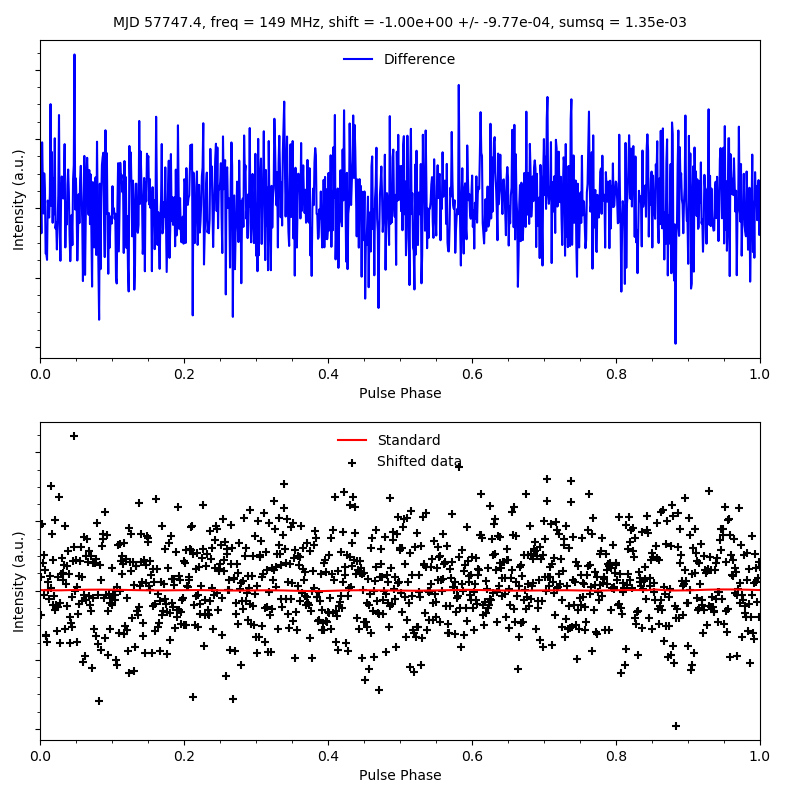 MJD 57747.4, freq = 149 MHz, shift = -1.00e+00 +/- -9.77e-04, sumsq = 1.35e-03
Difference
Intensity (a.u.)
0.0 0.2 0.4 0.6 0.8 1.0
Pulse Phase
Standard
Shifted data
Intensity (a.u.)
0.0 0.2 0.4 0.6 0.8 1.0
Pulse Phase